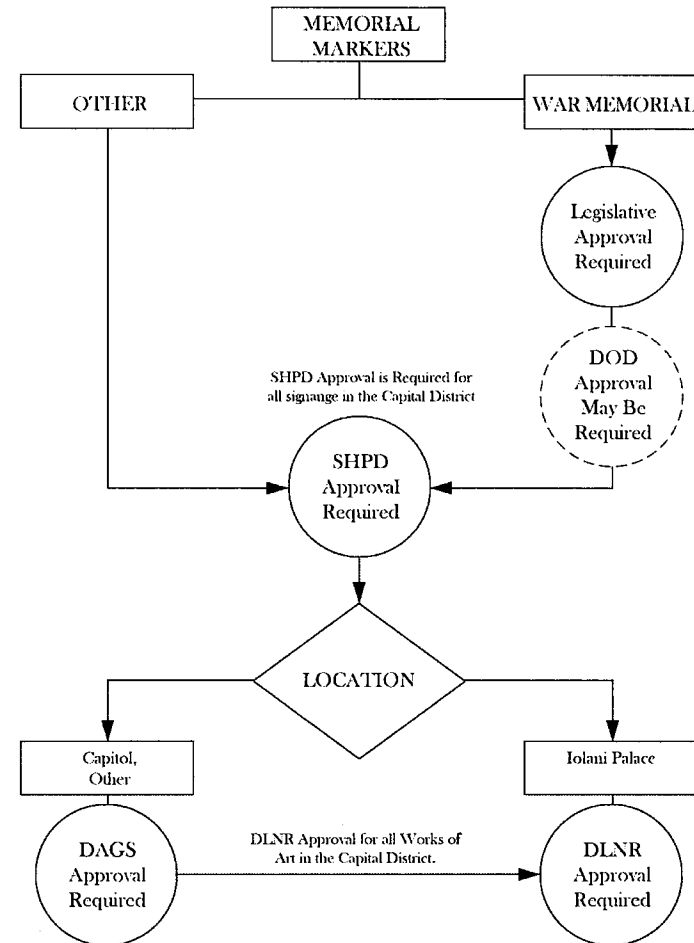 MEMORIAL
MARKERS
OTHER
WAR MEMORIAL
Legislative
Approval
Required
DOD
Approval
May Be
Required
SHPD Approval is Required for
all signange in the Capital District
SHPD
Approval
Required
LOCATION
Capitol,
Other
Iolani Palace
DAGS
Approval
Required
DLNR Approval for all Works of
Art in the Capital District.
DLNR
Approval
Required